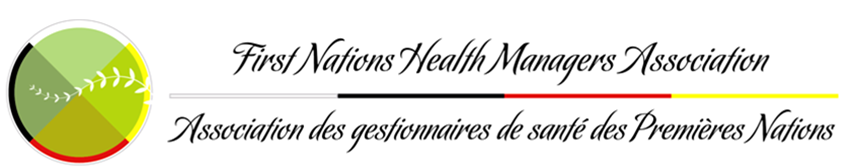 First Nations Health Managers Association
Association des gestionnaires de santé des Premières Nations